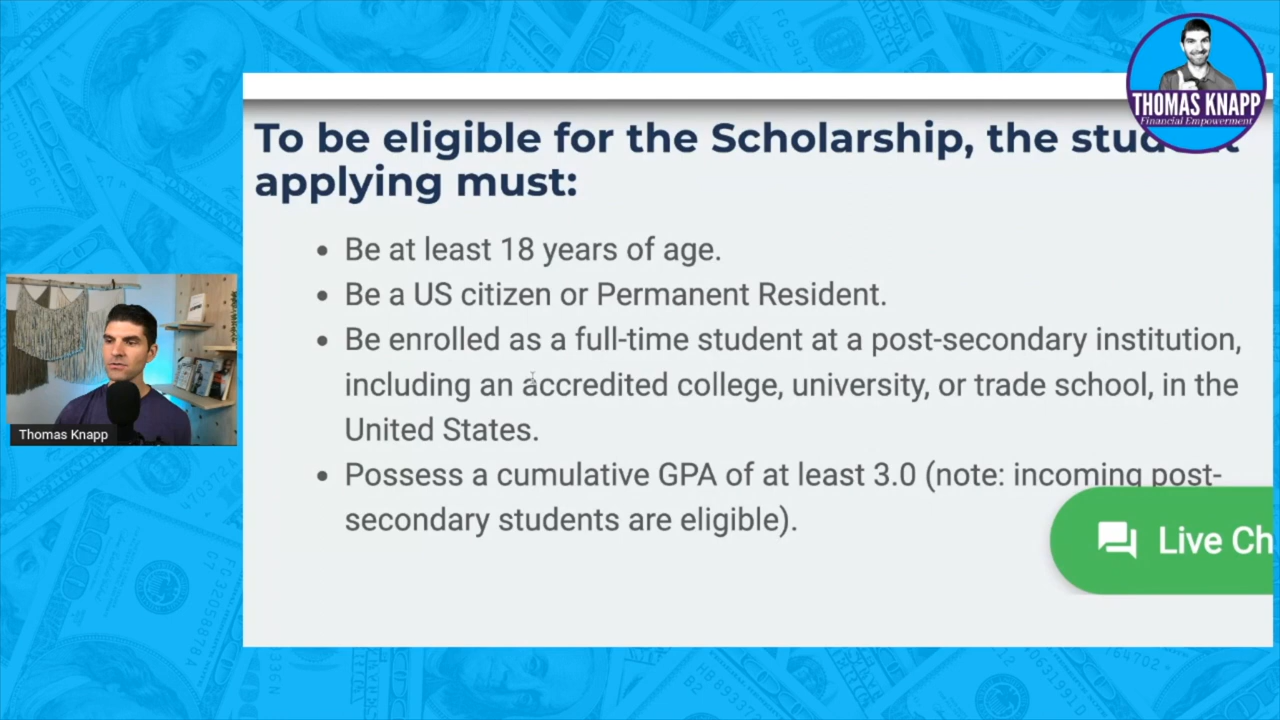 THOMAS KNAPP
Financial Empowerment
To be eligible for the Scholarship, the
applying must:
Be at least 18 years of age.
Be a US citizen or Permanent Resident.
Be enrolled as a full-time student at a post-secondary institution,
including an accredited college, university, or trade school, in the
United States.
Possess a cumulative GPA of at least 3.0 (note: incoming post-
secondary students are eligible).
Live Ch
Thomas Knapp